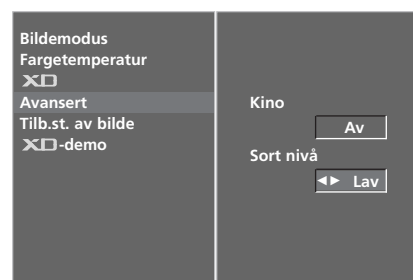 Bildemodus
Fargetemperatur
XD
Avansert
Tilb.st. av bilde
XD-demo
Kino
Av
Sort nivå
◄► Lav